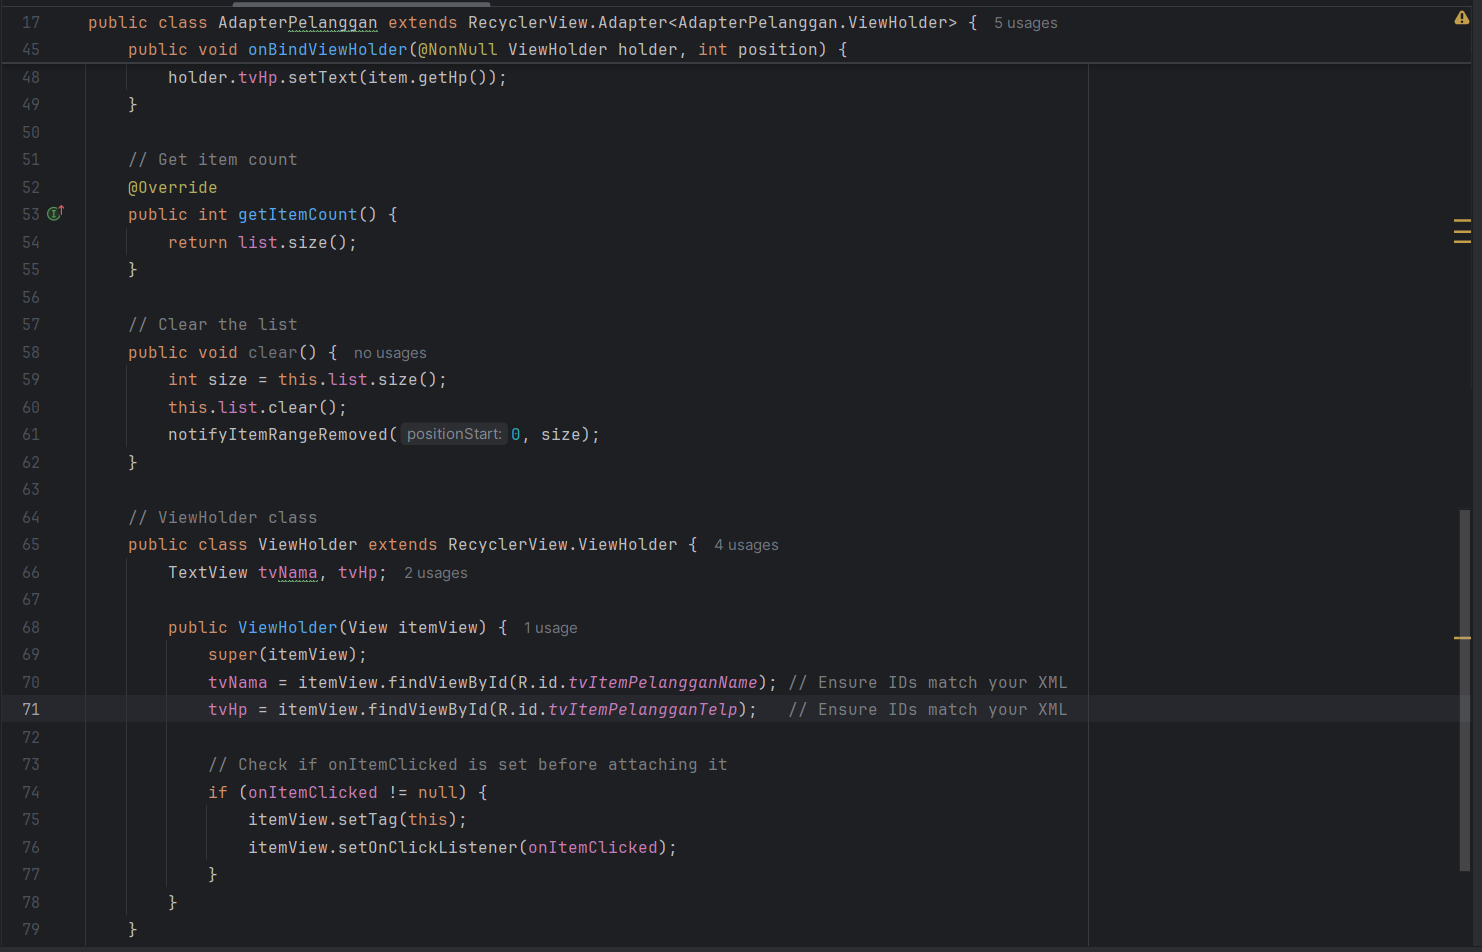 17 public class AdapterPelanggan extends RecyclerView.Adapter<AdapterPelanggan.ViewHolder> { 5 usages
45 public void onBindViewHolder(@NonNull ViewHolder holder, int position) {
48 holder.tvHp.setText(item.getHp());
49 }
50
51 // Get item count
52 @Override
53 public int getItemCount() {
54 return list.size();
55 }
56
57 // Clear the list
58 public void clear() { no usages
59 int size = this.list.size();
60 this.list.clear();
61 notifyItemRangeRemoved( positionStart: 0, size);
62 }
63
64 // ViewHolder class
65 public class ViewHolder extends RecyclerView.ViewHolder { 4 usages
66 TextView tvNama, tvHp; 2 usages
67
68 public ViewHolder(View itemView) { 1 usage
69 super(itemView);
70 tvNama = itemView.findViewById(R.id.tvItemPelangganName); // Ensure IDs match your XML
71 tvHp = itemView.findViewById(R.id.tvItemPelangganTelp); // Ensure IDs match your XML
72
73 // Check if onItemClicked is set before attaching it
74 if (onItemClicked != null) {
75 itemView.setTag(this);
76 itemView.setOnClickListener(onItemClicked);
77 }
78 }
79 }